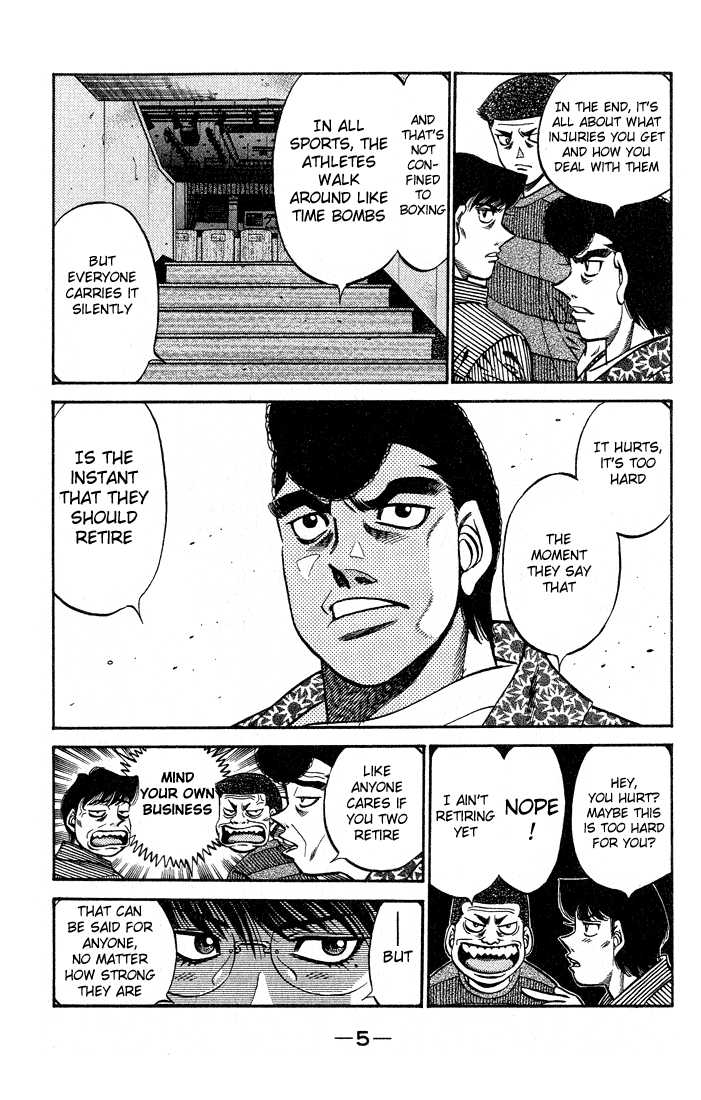 IN THE END, IT'S
ALL ABOUT WHAT
INJURIES YOU GET
AND HOW YOU
DEAL WITH THEM
AND
THAT'S
NOT
CON-
FINED
TO
BOXING
IN ALL
SPORTS, THE
ATHLETES
WALK
AROUND LIKE
TIME BOMBS
BUT
EVERYONE
CARRIES IT
SILENTLY
IT HURTS,
IT'S TOO
HARD
THE
MOMENT
THEY SAY
THAT
IS THE
INSTANT
THAT THEY
SHOULD
RETIRE
HEY,
YOU HURT?
MAYBE THIS
IS TOO HARD
FOR YOU?
NOPE
!
I AIN'T
RETIRING
YET
LIKE
ANYONE
CARES IF
YOU TWO
RETIRE
MIND
YOUR OWN
BUSINESS
—
BUT
THAT CAN
BE SAID FOR
ANYONE,
NO MATTER
HOW STRONG
THEY ARE
—5—